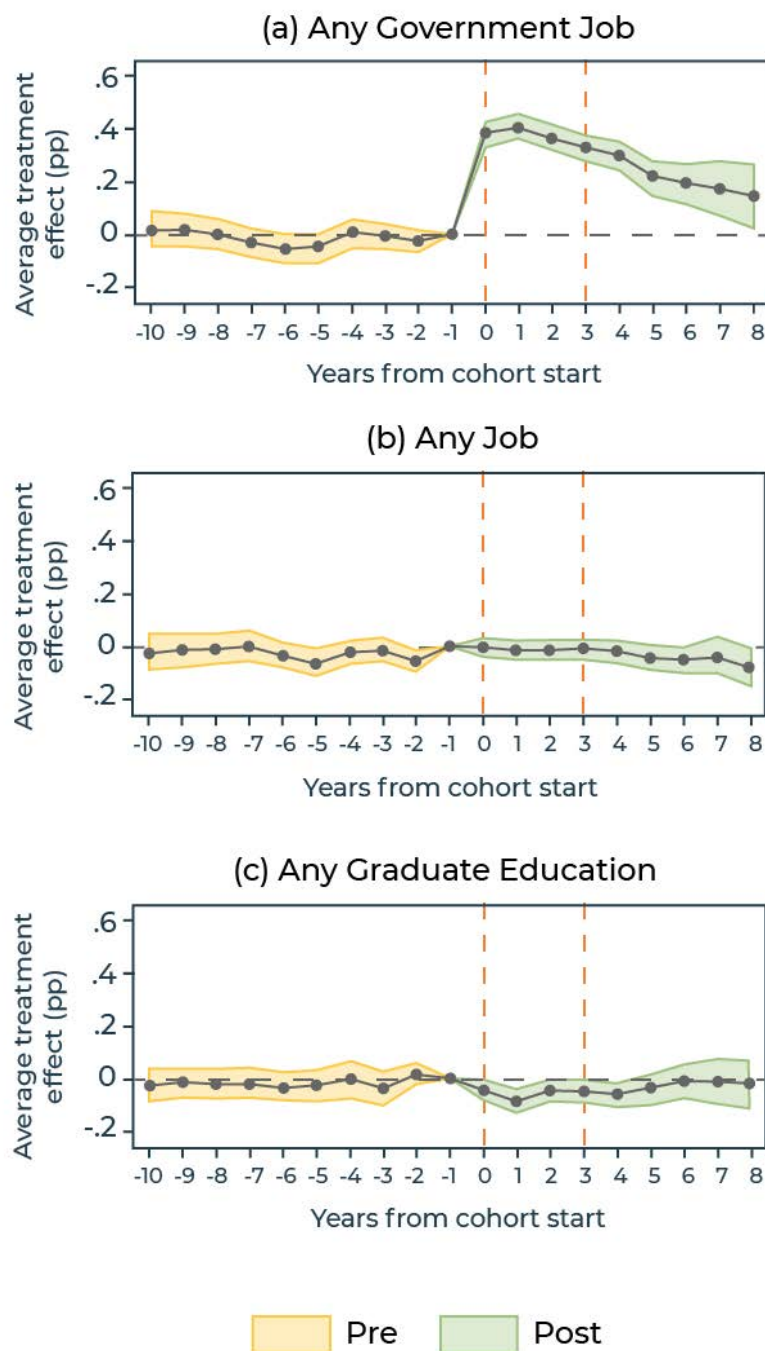 (a) Any Government Job
Average treatment
effect (pp)
.6
.4
.2
0
-.2
-10 -9 -8 -7 -6 -5 -4 -3 -2 -1 0 1 2 3 4 5 6 7 8
Years from cohort start
(b) Any Job
Average treatment
effect (pp)
.6
.4
.2
0
-.2
-10 -9 -8 -7 -6 -5 -4 -3 -2 -1 0 1 2 3 4 5 6 7 8
Years from cohort start
(c) Any Graduate Education
Average treatment
effect (pp)
.6
.4
.2
0
-.2
-10 -9 -8 -7 -6 -5 -4 -3 -2 -1 0 1 2 3 4 5 6 7 8
Years from cohort start
Pre Post